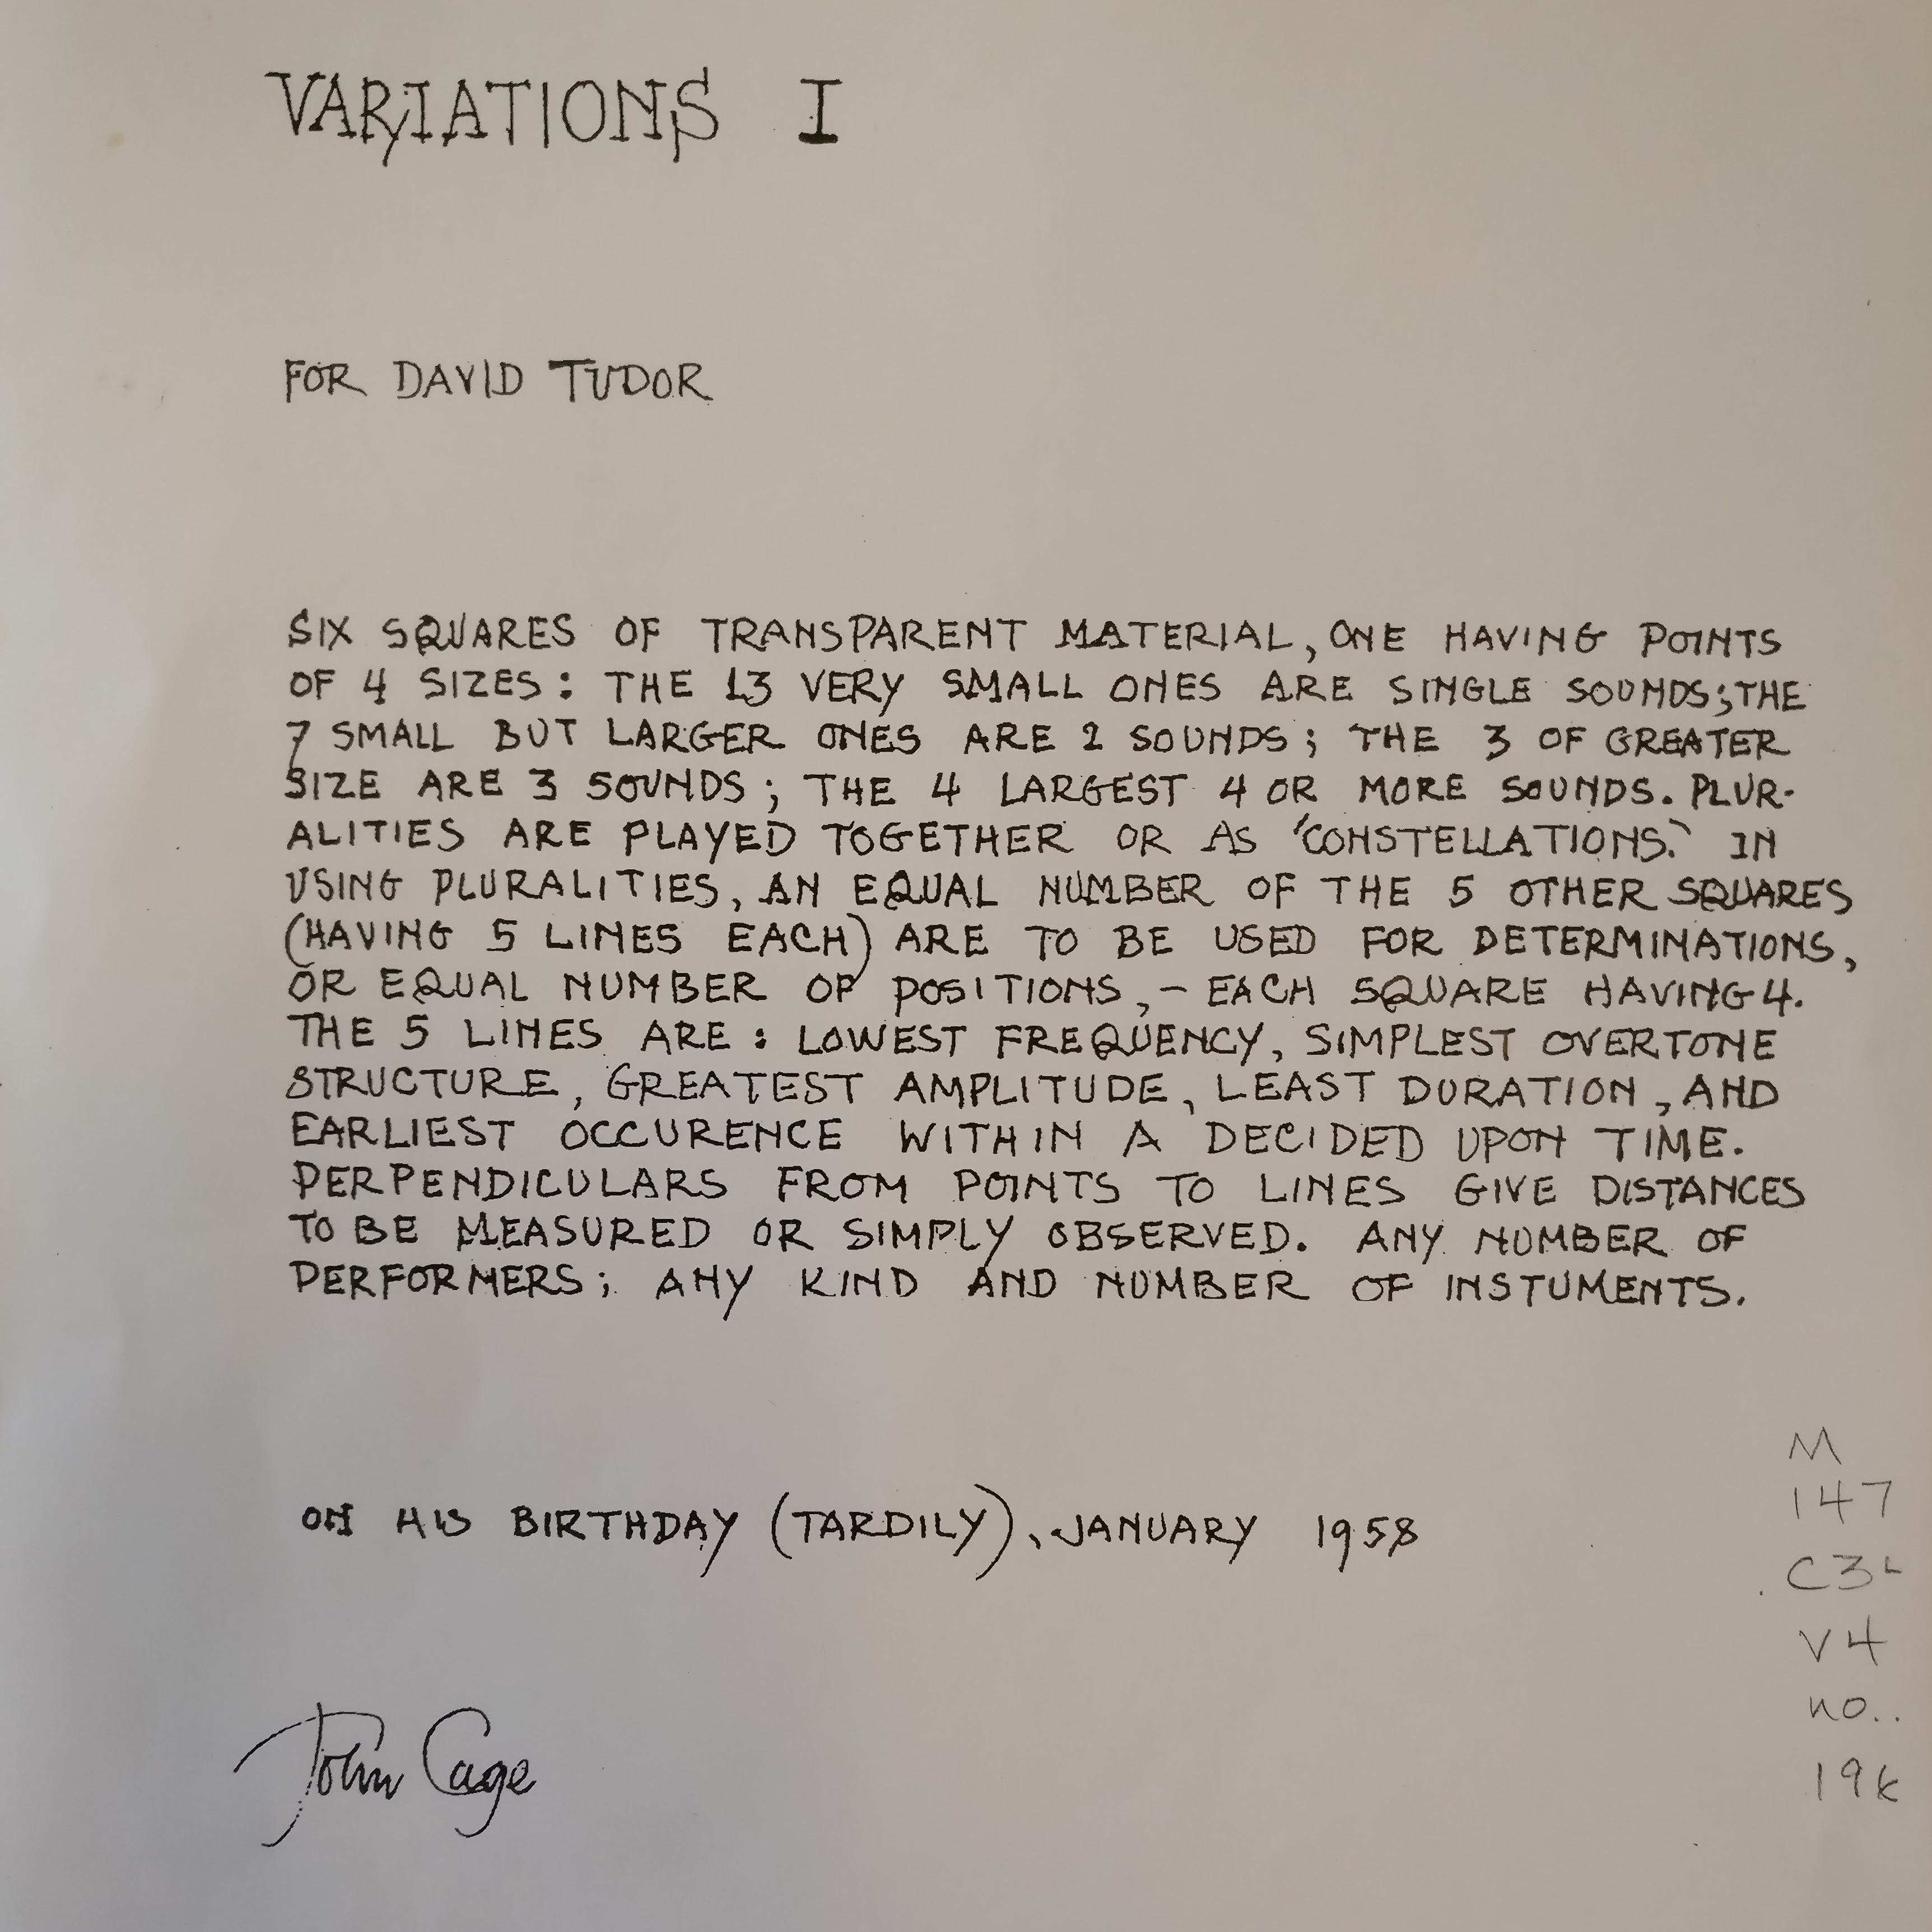 VARIATIONS I
FOR DAVID TUDOR
SIX SQUARES OF TRANSPARENT MATERIAL, ONE HAVING POINTS
OF 4 SIZES: THE 13 VERY SMALL ONES ARE SINGLE SOUNDS; THE
7 SMALL BUT LARGER ONES ARE 2 SOUNDS; THE 3 OF GREATER
SIZE ARE 3 SOUNDS; THE 4 LARGEST 4 OR MORE SOUNDS. PLUR-
ALITIES ARE PLAYED TOGETHER OR AS "CONSTELLATIONS." IN
USING PLURALITIES, AN EQUAL NUMBER OF THE 5 OTHER SQUARES
(HAVING 5 LINES EACH) ARE TO BE USED FOR DETERMINATIONS,
OR EQUAL NUMBER OF POSITIONS,- EACH SQUARE HAVING 4.
THE 5 LINES ARE: LOWEST FREQUENCY, SIMPLEST OVERTONE
STRUCTURE, GREATEST AMPLITUDE, LEAST DURATION, AND
EARLIEST OCCURENCE WITHIN A DECIDED UPON TIME.
PERPENDICULARS FROM POINTS TO LINES GIVE DISTANCES
TO BE MEASURED OR SIMPLY OBSERVED. ANY NUMBER OF
PERFORMERS; ANY KIND AND NUMBER OF INSTUMENTS.
ON HIS BIRTHDAY (TARDILY), JANUARY 1958
John Cage
M
147
V4
no..